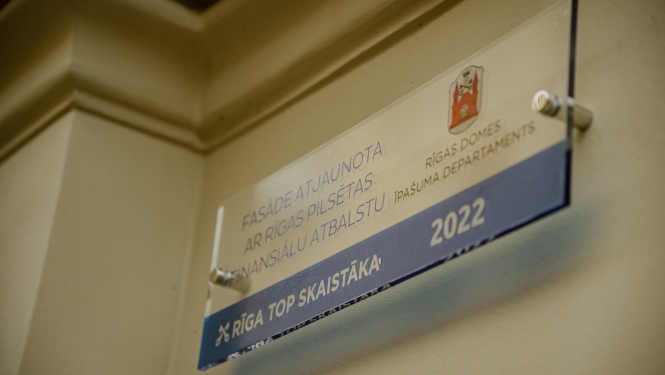 FASĀDE ATJAUNOTA
AR RĪGAS PILSĒTAS
FINANSIĀLU ATBALSTU
RĪGAS DOMES
ĪPAŠUMA DEPARTAMENTS
RĪGA TOP SKAISTĀKA
2022